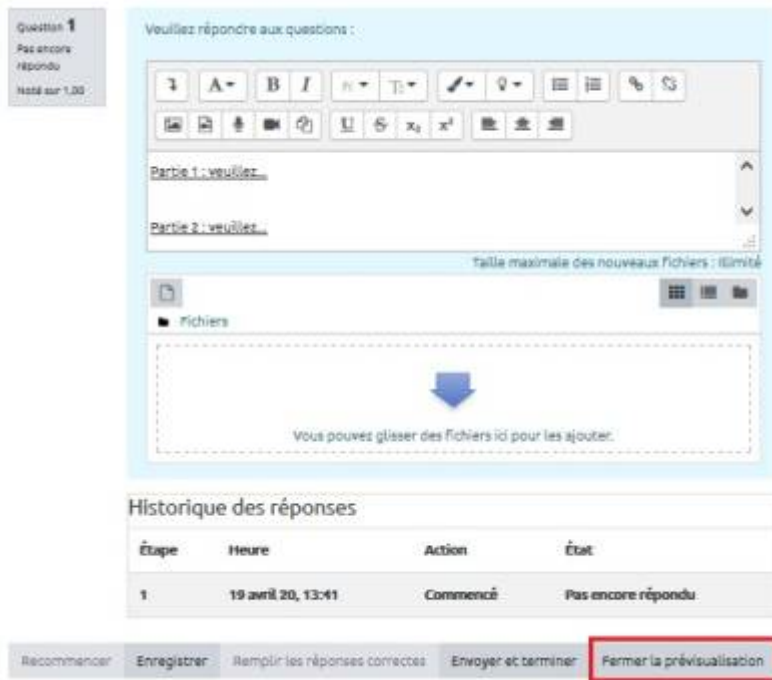 Question 1
Pas encore
répondu
Noté sur 1,00
Veuillez répondre aux questions :
Partie 1 : veuillez...
Partie 2 : veuillez...
Taille maximale des nouveaux fichiers : Illimité
Fichiers
Vous pouvez glisser des fichiers ici pour les ajouter.
Historique des réponses
Étape Heure Action État
1 19 avril 20, 13:41 Commencé Pas encore répondu
Recommencer Enregistrer Remplir les réponses correctes Envoyer et terminer Fermer la prévisualisation